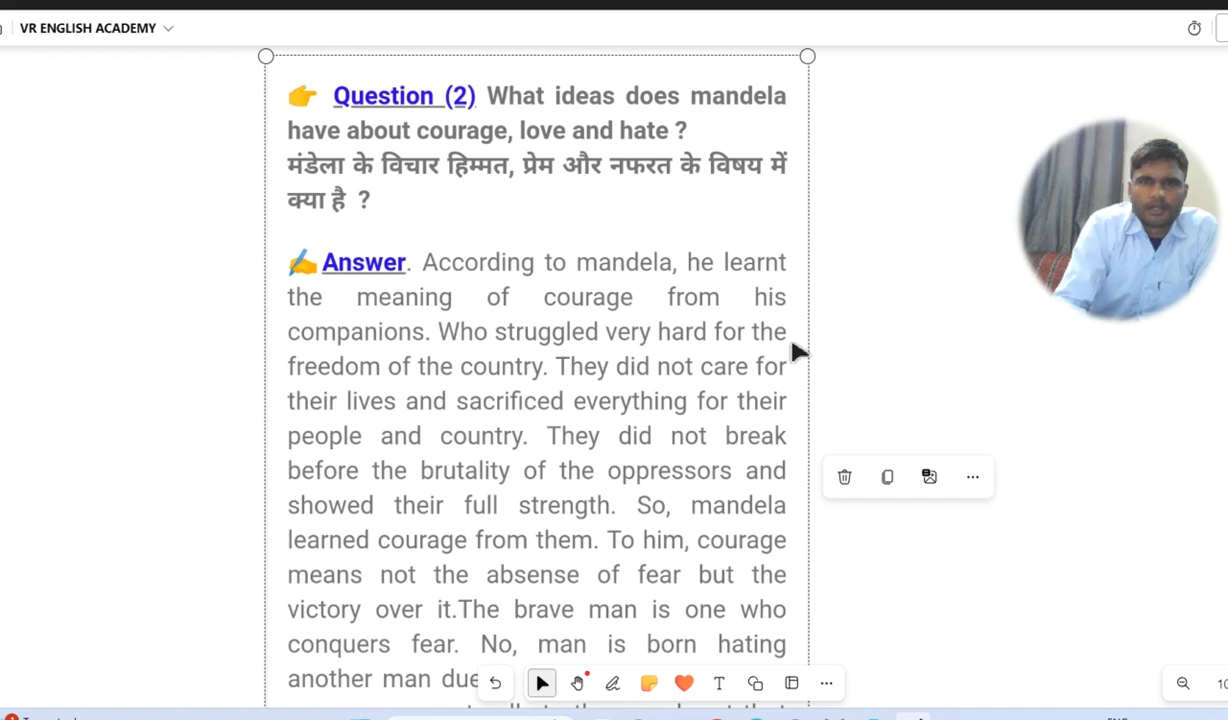 VR ENGLISH ACADEMY
👉 Question (2) What ideas does mandela
have about courage, love and hate ?
मंडेला के विचार हिम्मत, प्रेम और नफरत के विषय में
क्या है ?
✍️Answer. According to mandela, he learnt
the meaning of courage from his
companions. Who struggled very hard for the
freedom of the country. They did not care for
their lives and sacrificed everything for their
people and country. They did not break
before the brutality of the oppressors and
showed their full strength. So, mandela
learned courage from them. To him, courage
means not the absense of fear but the
victory over it.The brave man is one who
conquers fear. No, man is born hating
another man due
T